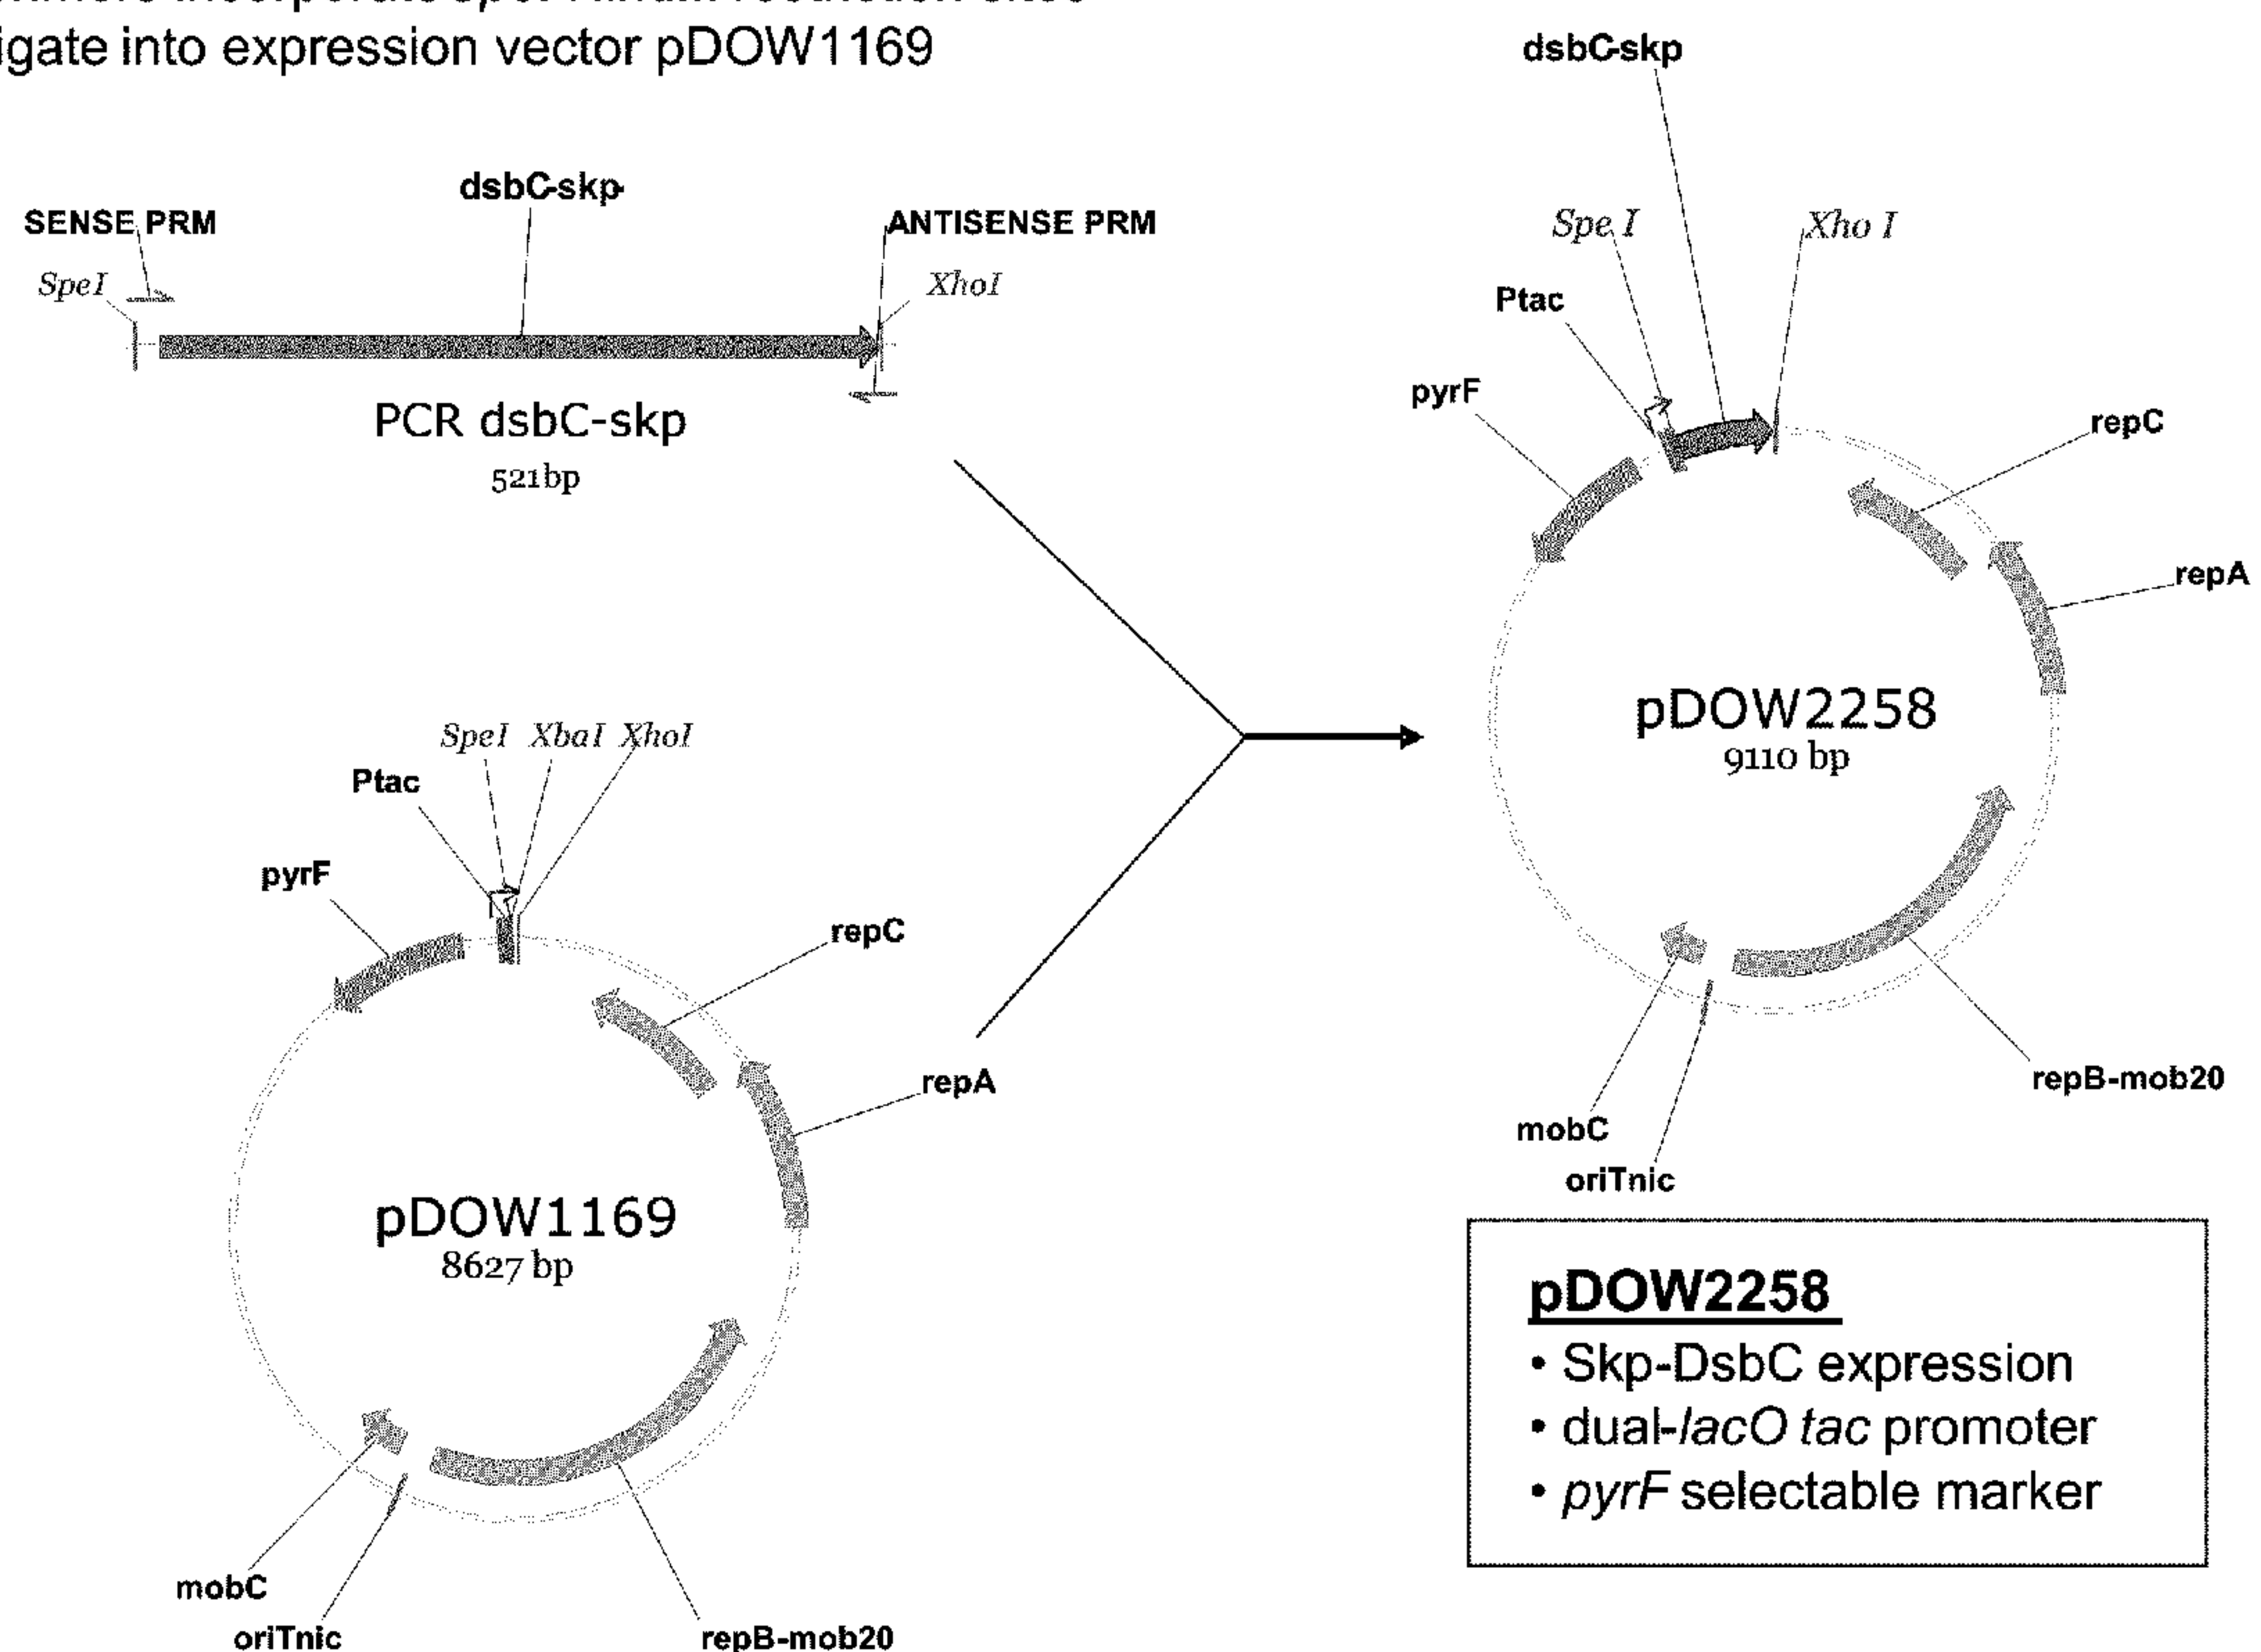 igate into expression vector pDOW1169
dsbC-skp
SENSE PRM
ANTISENSE PRM
SpeI
XhoI
PCR dsbC-skp
521bp
SpeI XbaI XhoI
Ptac
pyrF
repC
repA
pDOW1169
8627 bp
mobC
oriTnic
repB-mob20
dsbC-skp
Spe I
Xho I
Ptac
pyrF
repC
repA
pDOW2258
9110 bp
repB-mob20
mobC
oriTnic
pDOW2258
• Skp-DsbC expression
• dual-lacO tac promoter
• pyrF selectable marker